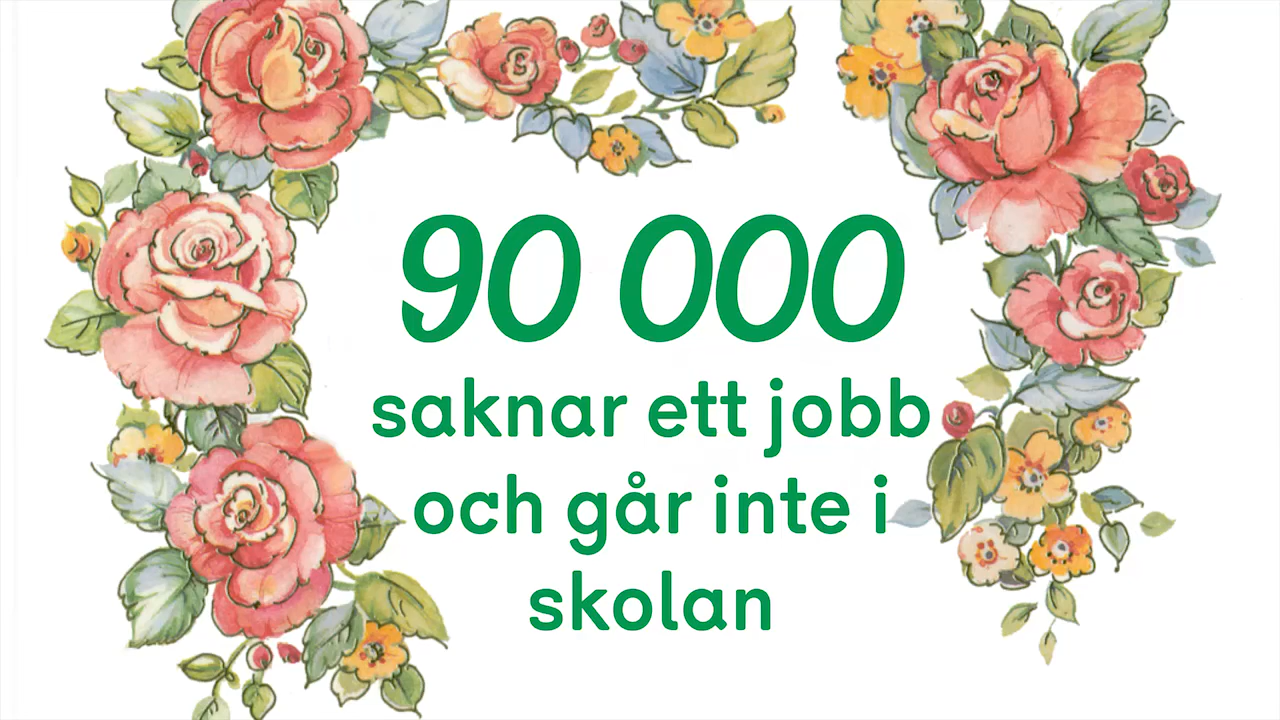 90 000
saknar ett jobb
och går inte i
skolan